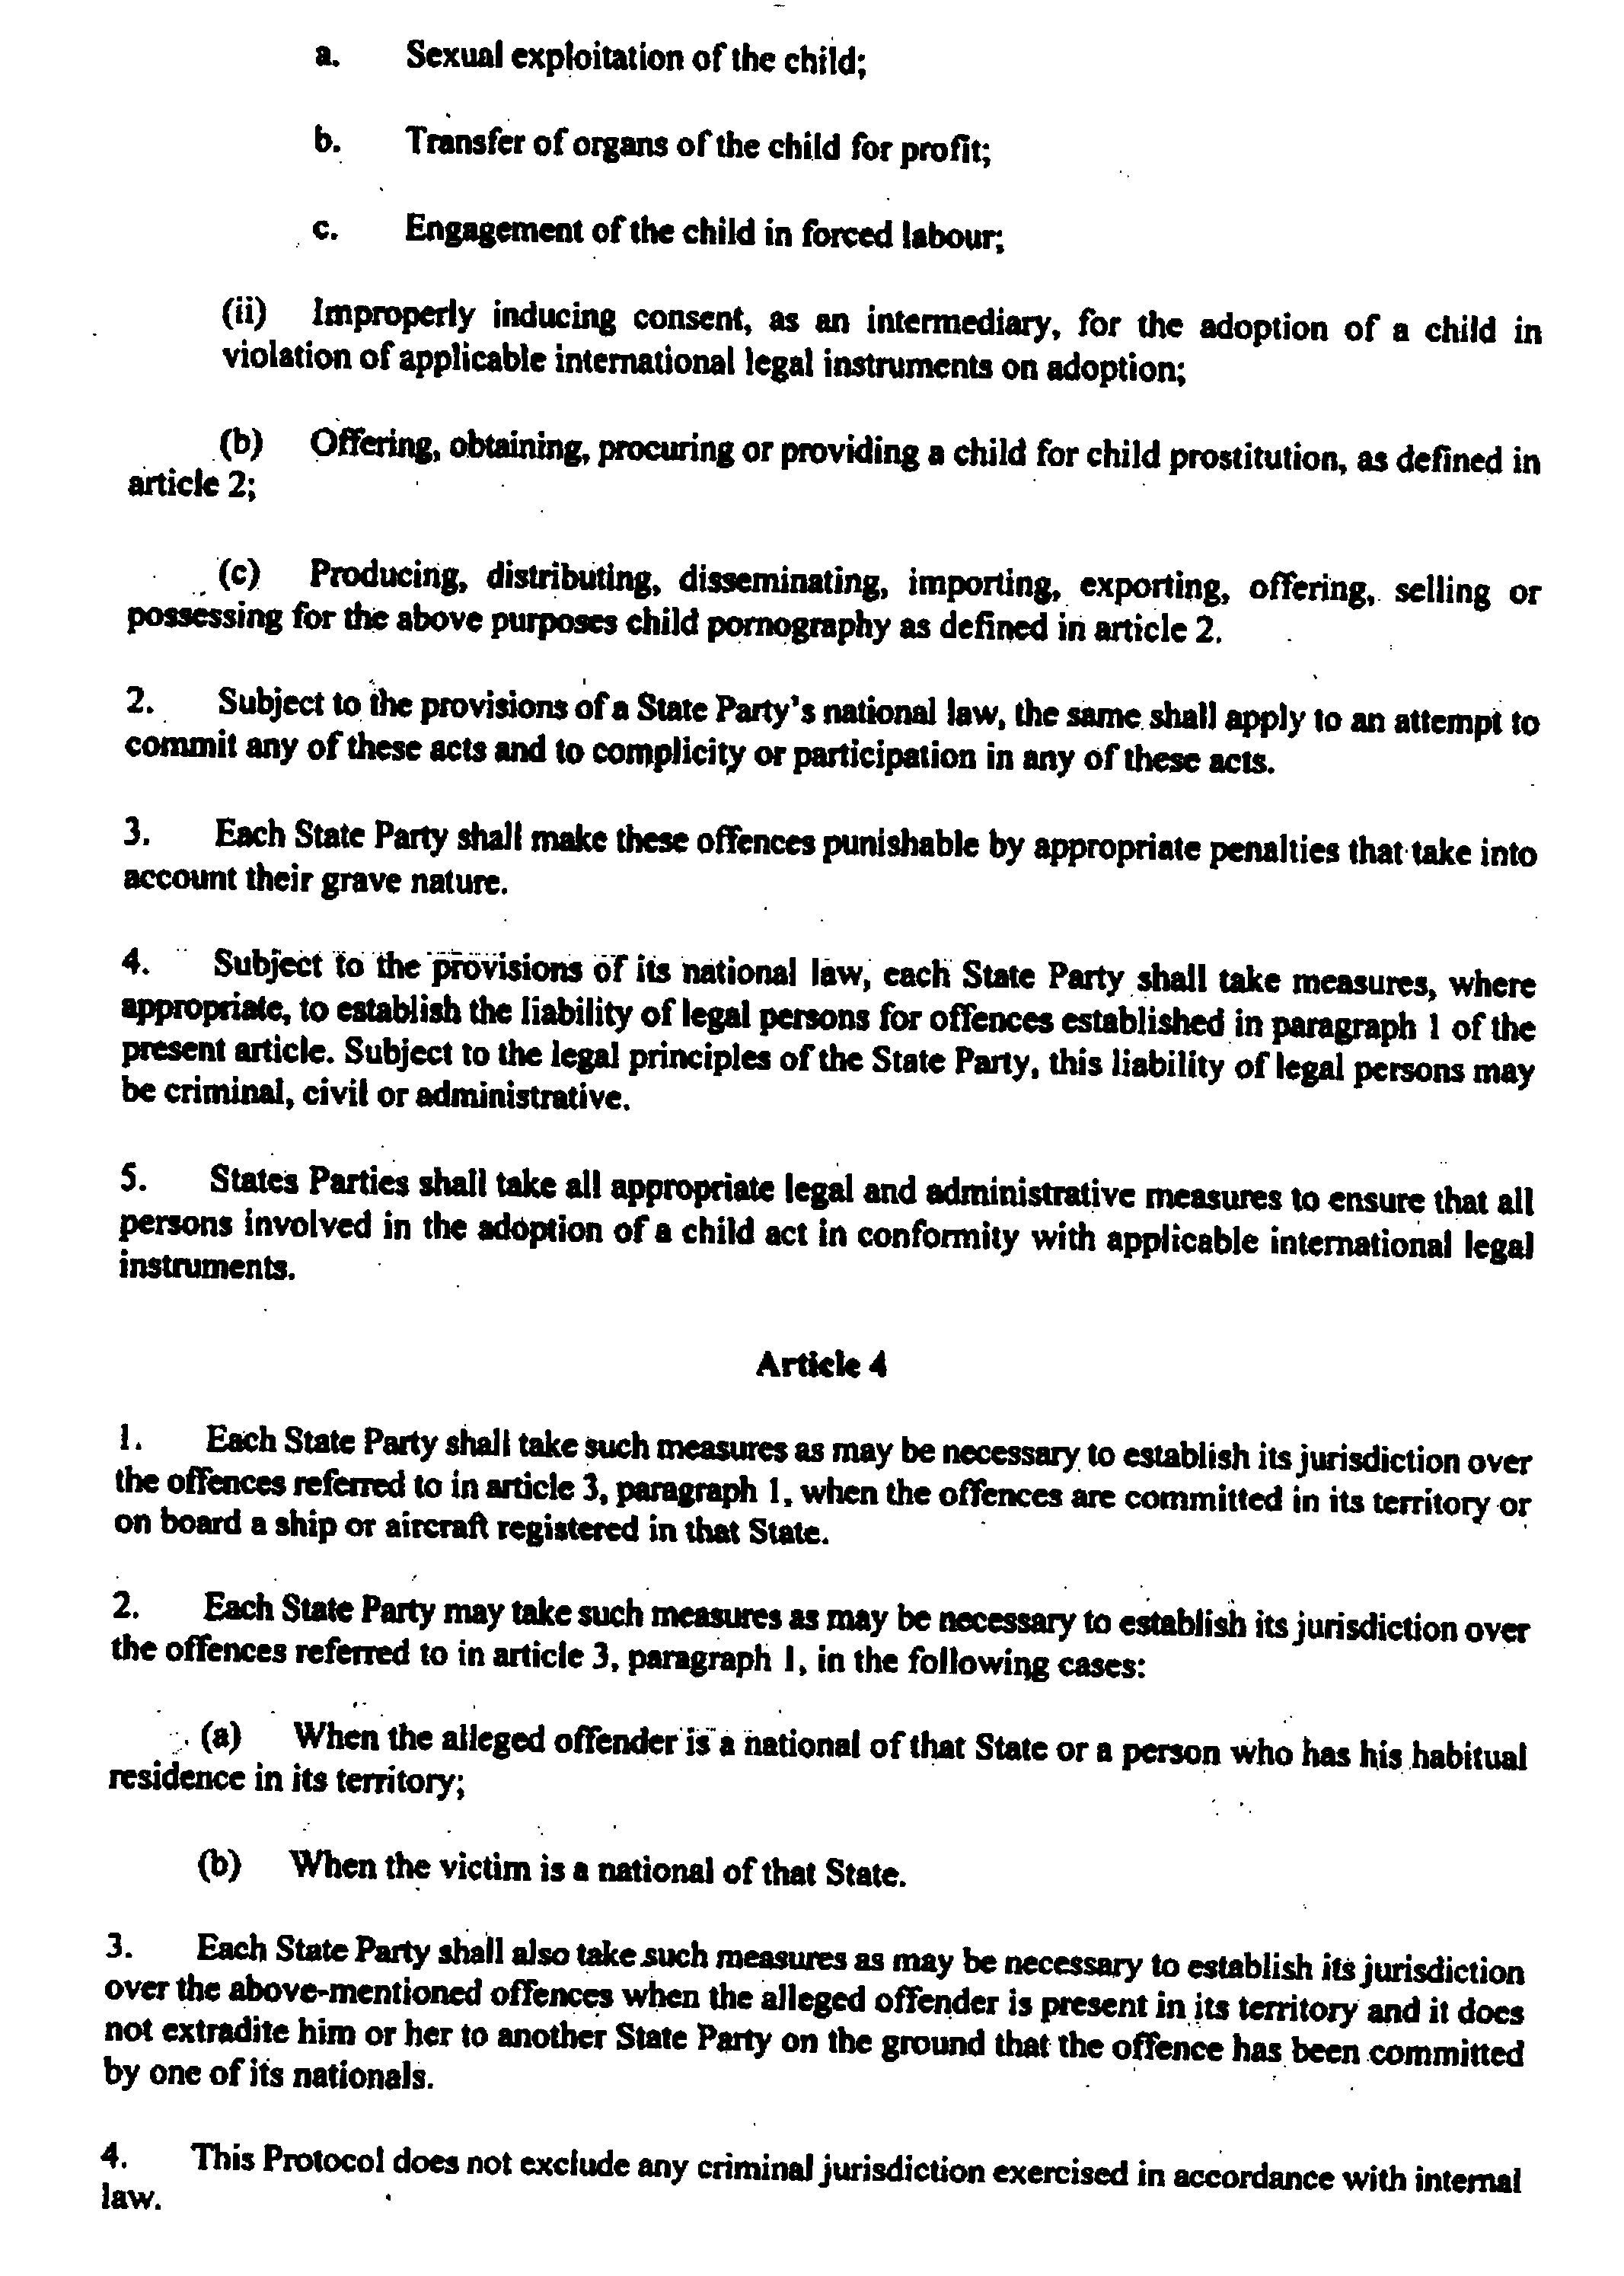 a. Sexual exploitation of the child;
b. Transfer of organs of the child for profit;
c. Engagement of the child in forced labour;
(ii) Improperly inducing consent, as an intermediary, for the adoption of a child in
violation of applicable international legal instruments on adoption;
(b) Offering, obtaining, procuring or providing a child for child prostitution, as defined in
article 2;
(c) Producing, distributing, disseminating, importing, exporting, offering, selling or
possessing for the above purposes child pornography as defined in article 2.
2. Subject to the provisions of a State Party's national law, the same shall apply to an attempt to
commit any of these acts and to complicity or participation in any of these acts.
3. Each State Party shall make these offences punishable by appropriate penalties that take into
account their grave nature.
4. Subject to the provisions of its national law, each State Party shall take measures, where
appropriate, to establish the liability of legal persons for offences established in paragraph 1 of the
present article. Subject to the legal principles of the State Party, this liability of legal persons may
be criminal, civil or administrative.
5. States Parties shall take all appropriate legal and administrative measures to ensure that all
persons involved in the adoption of a child act in conformity with applicable international legal
instruments.
Article 4
1. Each State Party shall take such measures as may be necessary to establish its jurisdiction over
the offences referred to in article 3, paragraph 1, when the offences are committed in its territory or
on board a ship or aircraft registered in that State.
2. Each State Party may take such measures as may be necessary to establish its jurisdiction over
the offences referred to in article 3, paragraph 1, in the following cases:
(a) When the alleged offender is a national of that State or a person who has his habitual
residence in its territory;
(b) When the victim is a national of that State.
3. Each State Party shall also take such measures as may be necessary to establish its jurisdiction
over the above-mentioned offences when the alleged offender is present in its territory and it does
not extradite him or her to another State Party on the ground that the offence has been committed
by one of its nationals.
4. This Protocol does not exclude any criminal jurisdiction exercised in accordance with internal
law.